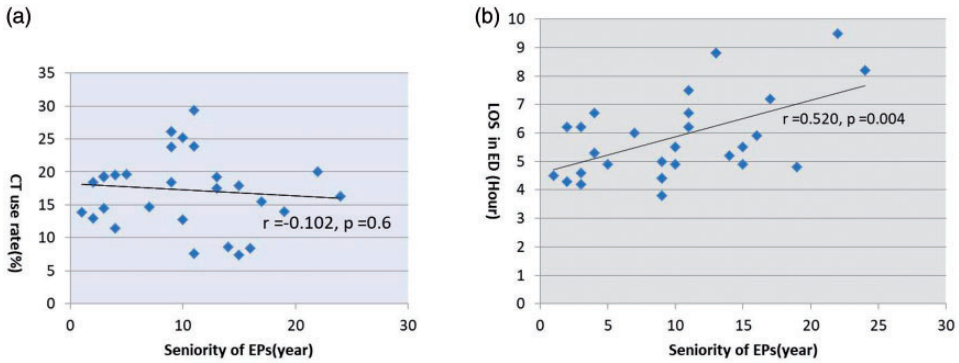 (a)
35
30
25
20
15
10
5
0
CT use rate(%)
r =-0.102, p =0.6
0 10 20 30
Seniority of EPs(year)
(b)
10
9
8
7
6
5
4
3
2
1
0
LOS in ED (Hour)
r =0.520, p =0.004
0 5 10 15 20 25 30
Seniority of EPs(year)